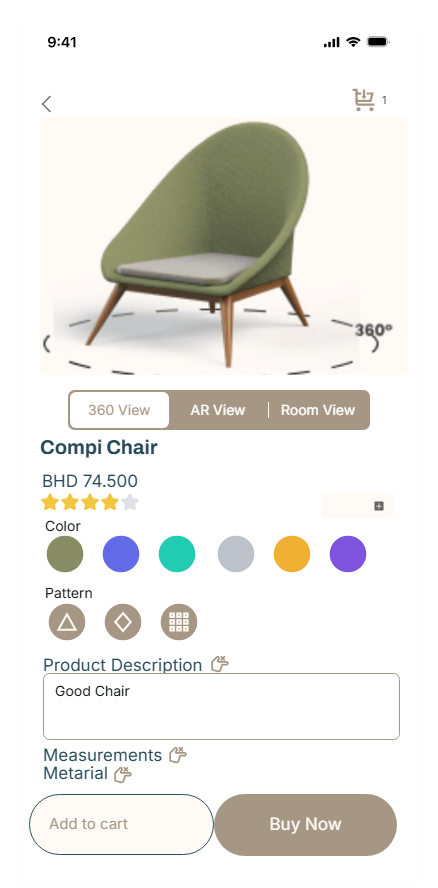 9:41
1
360°
360 View AR View Room View
Compi Chair
BHD 74.500
Color
Pattern
Product Description
Good Chair
Measurements
Metarial
Add to cart Buy Now